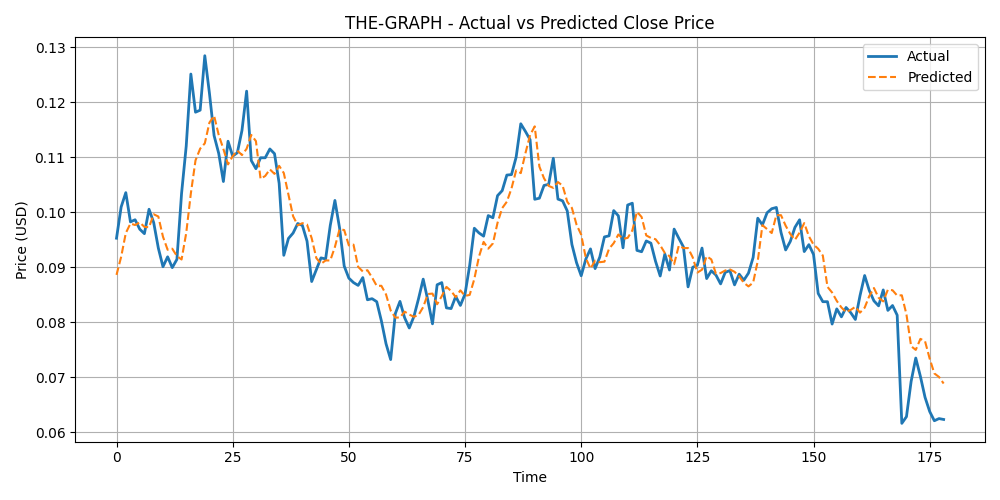 THE-GRAPH - Actual vs Predicted Close Price
Price (USD)
0.13
0.12
0.11
0.10
0.09
0.08
0.07
0.06
Actual
Predicted
0 25 50 75 100 125 150 175
Time